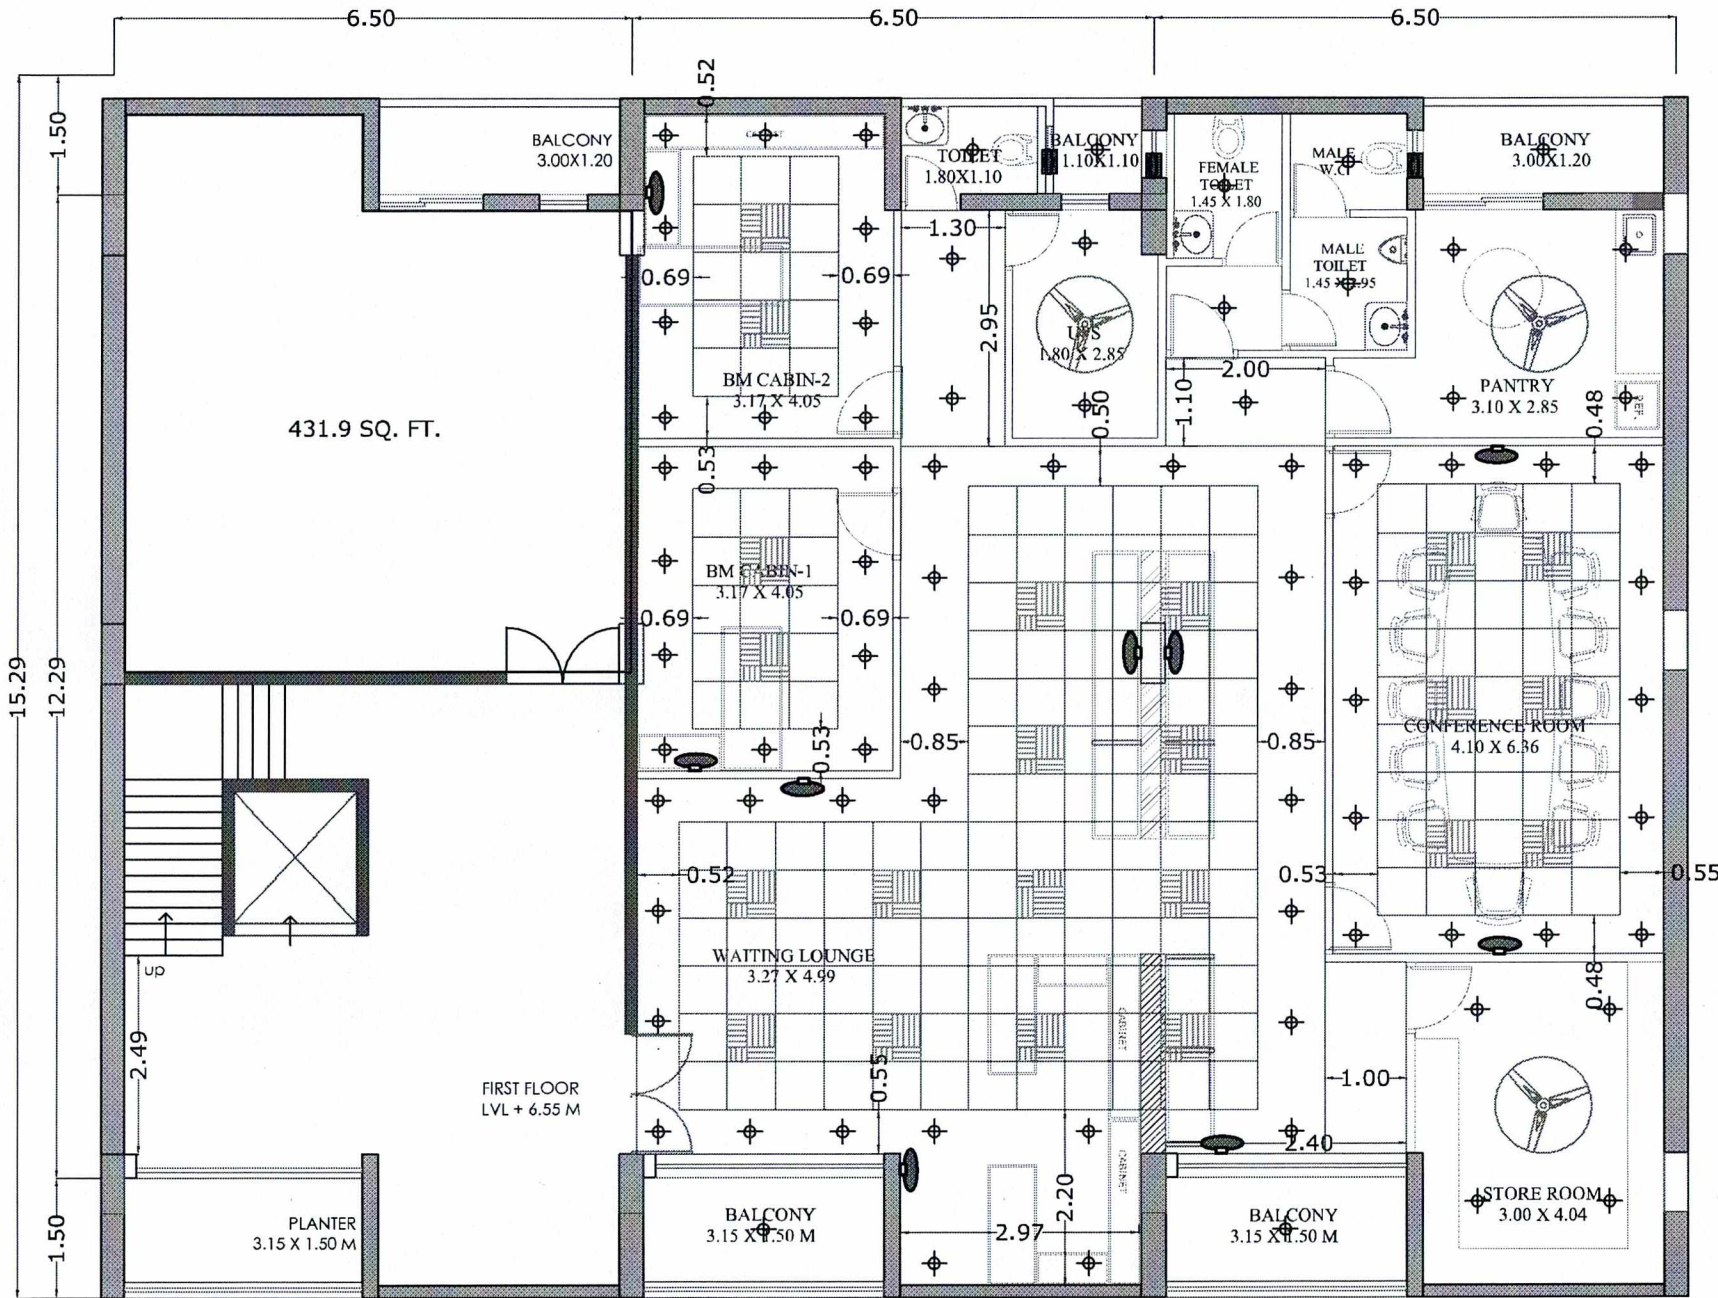 6.50
6.50
6.50
15.29
1.50
12.29
1.50
0.52
BALCONY
3.00X1.20
TOILET
1.80X1.10
BALCONY
1.10X1.10
FEMALE
TOILET
1.45 X 1.80
MALE
W.C
BALCONY
3.00X1.20
1.30
MALE
TOILET
0.69
0.69
2.95
1.80 X 2.85
2.00
1.10
0.50
BM CABIN-2
3.17 X 4.05
PANTRY
3.10 X 2.85
REF.
0.48
431.9 SQ. FT.
0.53
BM CABIN-1
3.17 X 4.05
0.69
0.69
0.53
0.85
0.85
CONFERENCE ROOM
4.10 X 6.36
0.52
0.53
0.55
WAITING LOUNGE
3.27 X 4.99
up
CABINET
0.48
2.49
FIRST FLOOR
LVL + 6.55 M
0.55
1.00
2.40
CABINET
2.20
2.97
PLANTER
3.15 X 1.50 M
BALCONY
3.15 X 1.50 M
BALCONY
3.15 X 1.50 M
STORE ROOM
3.00 X 4.04